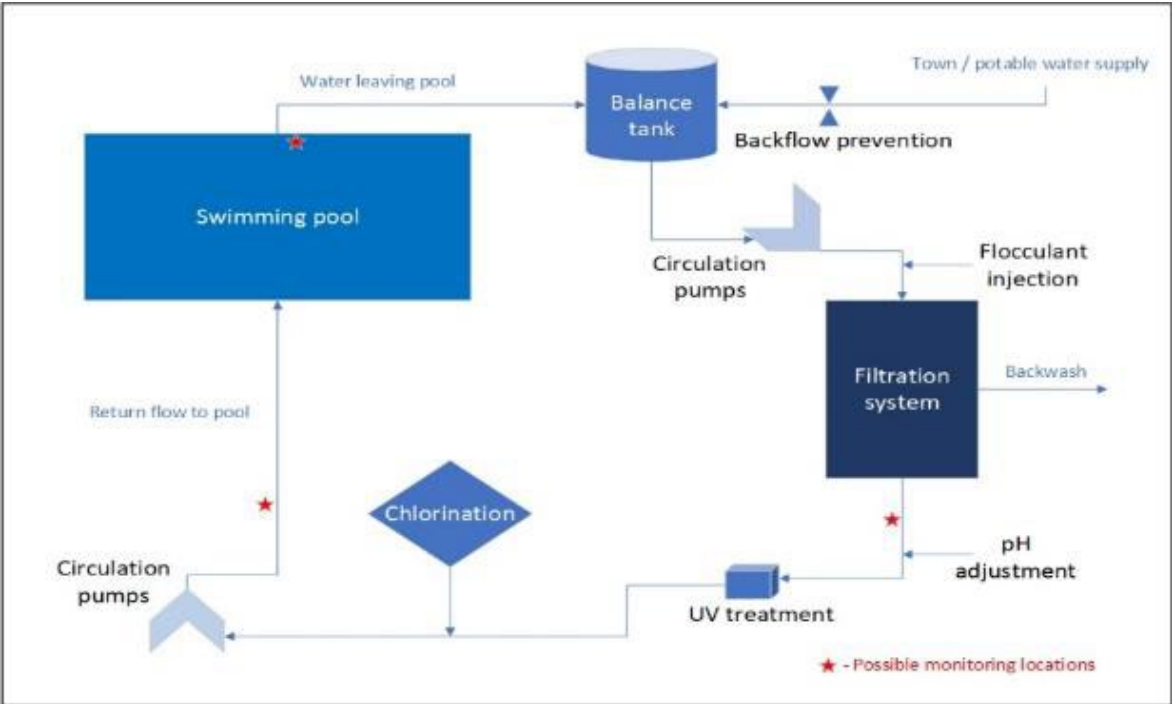 Water leaving pool
Town / potable water supply
Balance
tank
Backflow prevention
Swimming pool
Circulation
pumps
Flocculant
injection
Filtration
system
Backwash
Return flow to pool
Chlorination
pH
adjustment
Circulation
pumps
UV treatment
- Possible monitoring locations